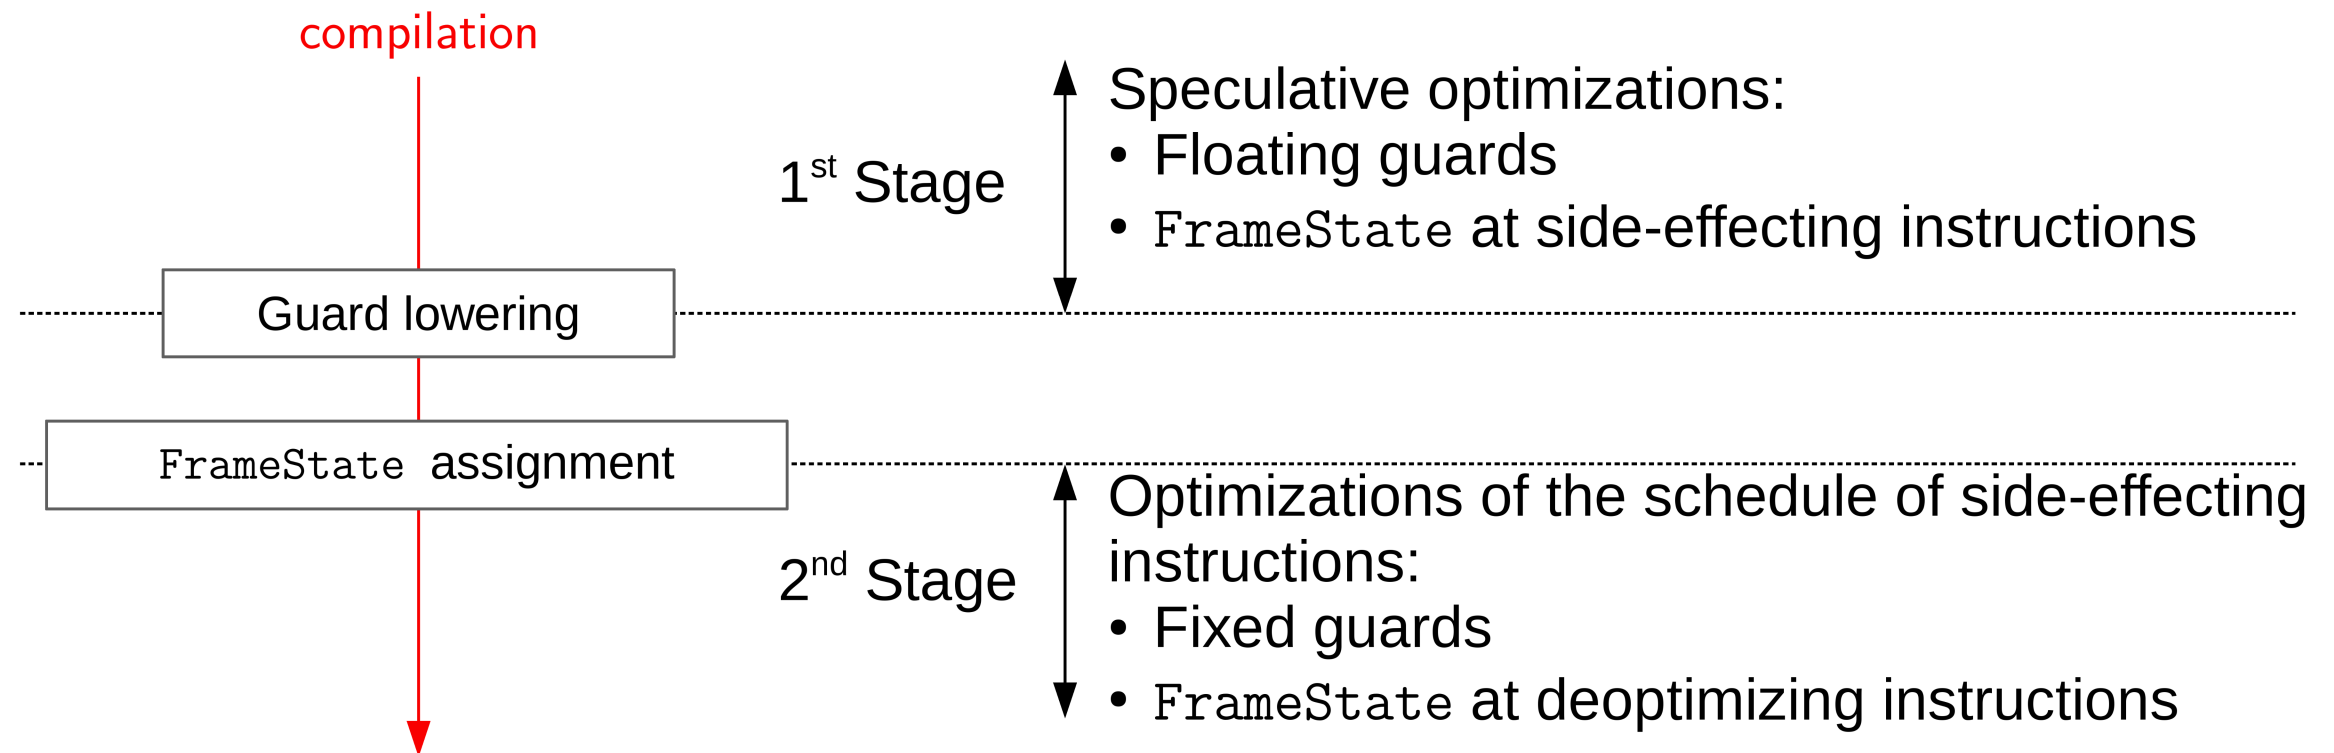 compilation
Speculative optimizations:
• Floating guards
1st Stage
• FrameState at side-effecting instructions
Guard lowering
FrameState assignment
Optimizations of the schedule of side-effecting
instructions:
2nd Stage
• Fixed guards
• FrameState at deoptimizing instructions